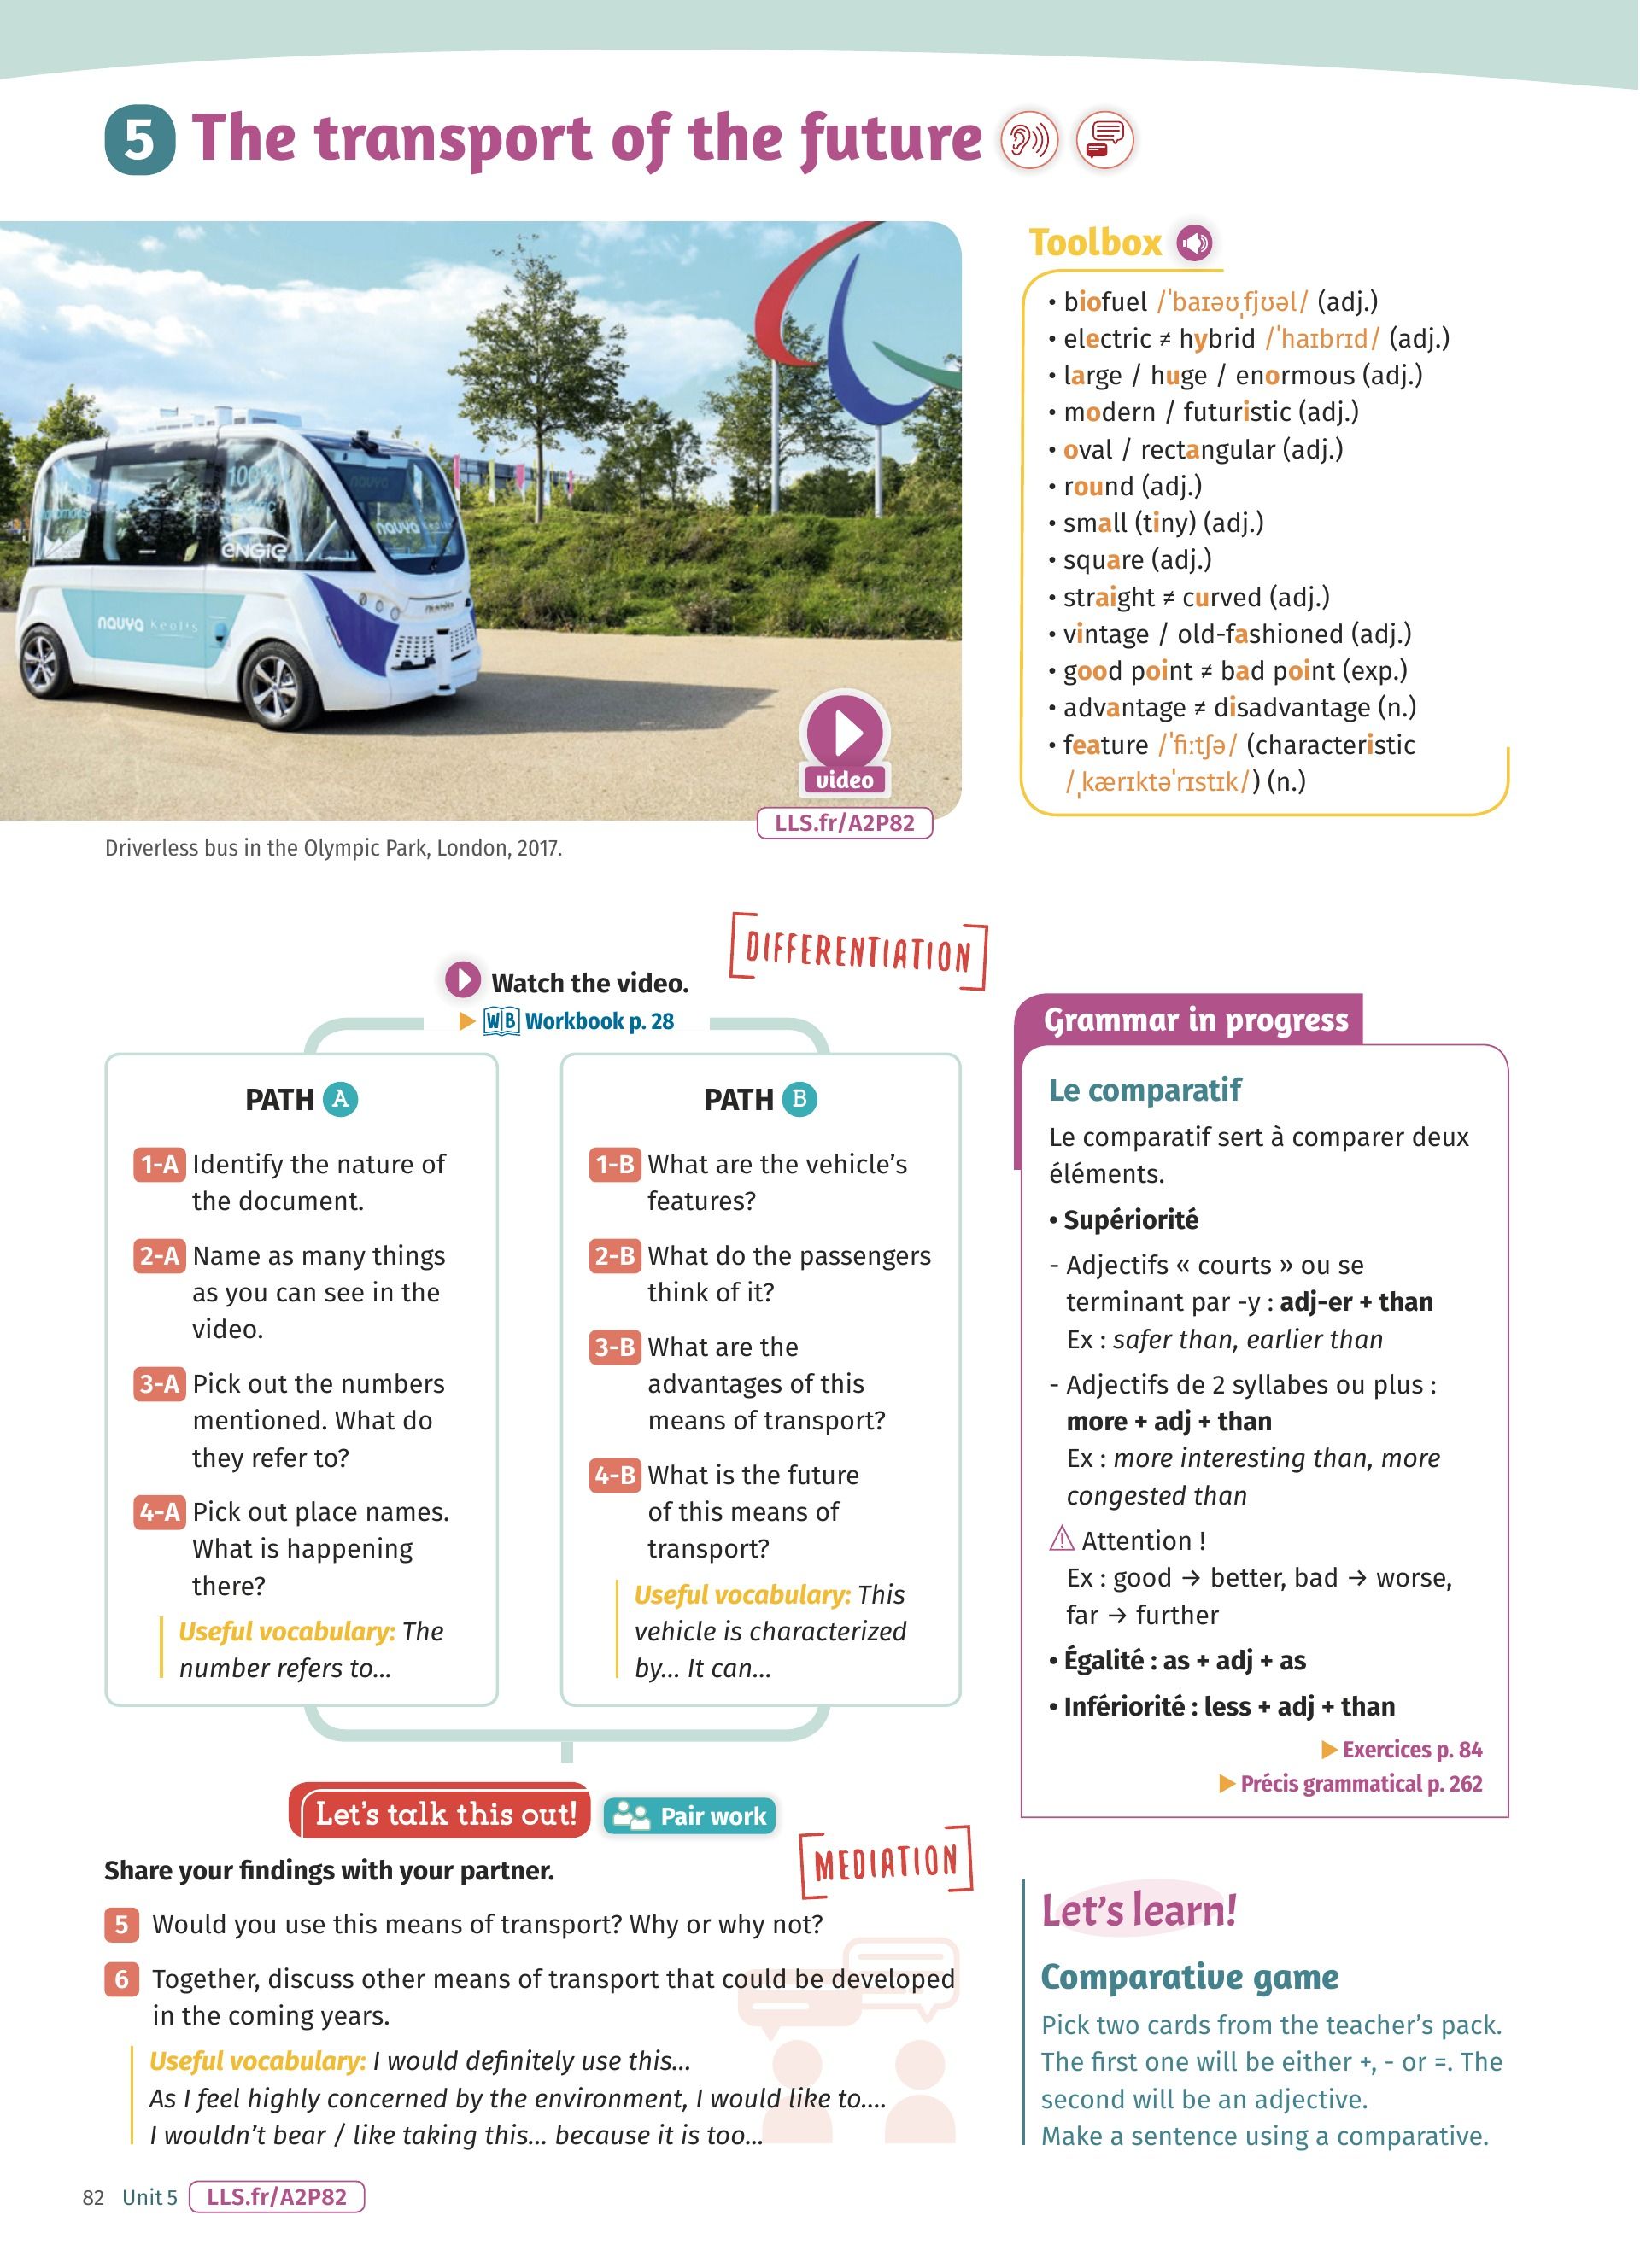 5 The transport of the future
100%
nauya
nauya keolis
ENGIE
nauya Keolis
video
LLS.fr/A2P82
Driverless bus in the Olympic Park, London, 2017.
Toolbox
• biofuel /ˈbaɪəʊˌfjʊəl/ (adj.)
• electric ≠ hybrid /ˈhaɪbrɪd/ (adj.)
• large / huge / enormous (adj.)
• modern / futuristic (adj.)
• oval / rectangular (adj.)
• round (adj.)
• small (tiny) (adj.)
• square (adj.)
• straight ≠ curved (adj.)
• vintage / old-fashioned (adj.)
• good point ≠ bad point (exp.)
• advantage ≠ disadvantage (n.)
• feature /ˈfiːtʃə/ (characteristic
/ˌkærɪktəˈrɪstɪk/) (n.)
DIFFERENTIATION
Watch the video.
WB Workbook p. 28
PATH A
1-A Identify the nature of
the document.
2-A Name as many things
as you can see in the
video.
3-A Pick out the numbers
mentioned. What do
they refer to?
4-A Pick out place names.
What is happening
there?
Useful vocabulary: The
number refers to...
PATH B
1-B What are the vehicle's
features?
2-B What do the passengers
think of it?
3-B What are the
advantages of this
means of transport?
4-B What is the future
of this means of
transport?
Useful vocabulary: This
vehicle is characterized
by... It can...
Grammar in progress
Le comparatif
Le comparatif sert à comparer deux
éléments.
• Supériorité
- Adjectifs « courts » ou se
terminant par -y : adj-er + than
Ex : safer than, earlier than
- Adjectifs de 2 syllabes ou plus :
more + adj + than
Ex : more interesting than, more
congested than
⚠ Attention !
Ex : good → better, bad → worse,
far → further
• Égalité : as + adj + as
• Infériorité : less + adj + than
Exercices p. 84
Précis grammatical p. 262
Let's talk this out!
Pair work
MEDIATION
Share your findings with your partner.
5 Would you use this means of transport? Why or why not?
6 Together, discuss other means of transport that could be developed
in the coming years.
Useful vocabulary: I would definitely use this...
As I feel highly concerned by the environment, I would like to....
I wouldn't bear / like taking this... because it is too...
Let's learn!
Comparative game
Pick two cards from the teacher's pack.
The first one will be either +, - or =. The
second will be an adjective.
Make a sentence using a comparative.
82 Unit 5 LLS.fr/A2P82